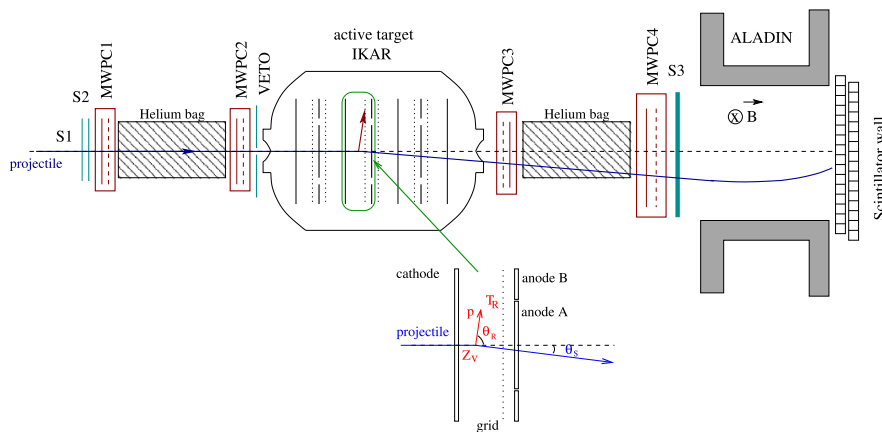 active target
IKAR
MWPC1
MWPC2
VETO
MWPC3
MWPC4
ALADIN
S3
S2
S1
Helium bag
Helium bag
B
x
projectile
Scintillator wall
cathode
anode B
anode A
T_R
p
θ_R
projectile
Z_V
θ_S
grid